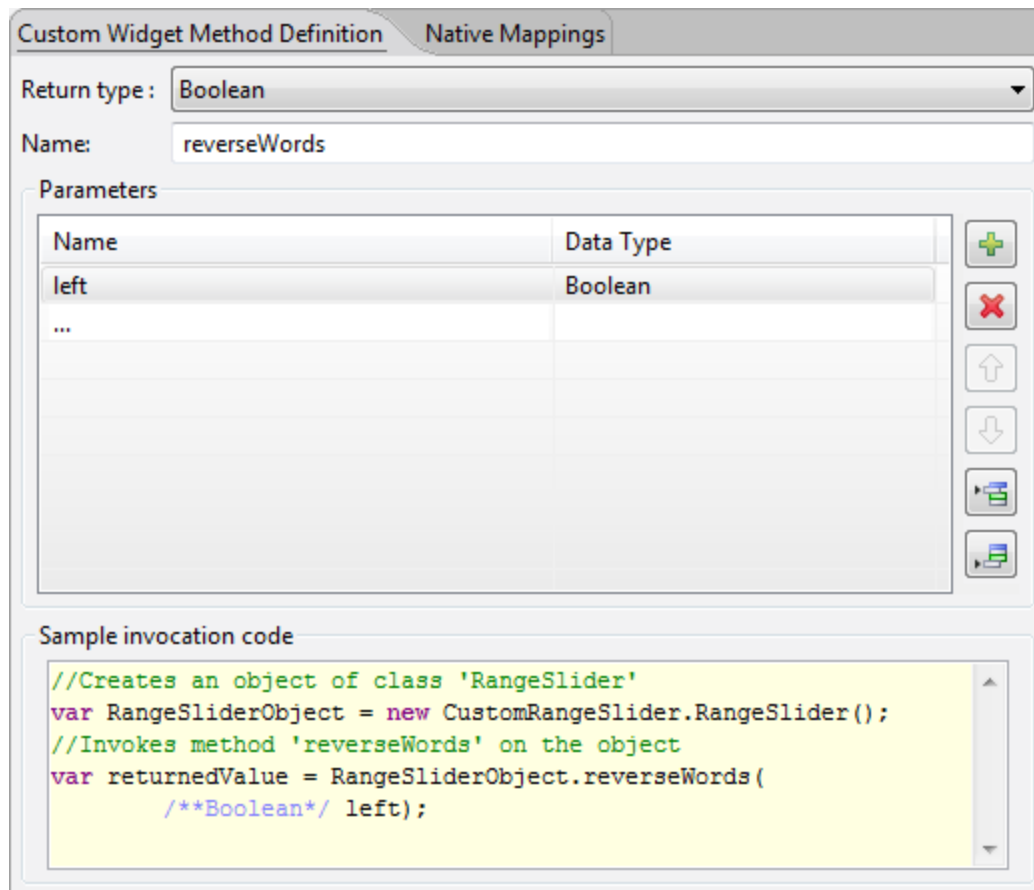 Custom Widget Method Definition Native Mappings
Return type : Boolean
Name: reverseWords
Parameters
Name Data Type
left Boolean
...
Sample invocation code
//Creates an object of class 'RangeSlider'
var RangeSliderObject = new CustomRangeSlider.RangeSlider();
//Invokes method 'reverseWords' on the object
var returnedValue = RangeSliderObject.reverseWords(
/**Boolean*/ left);